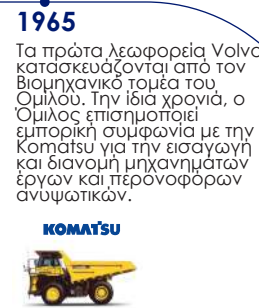 1965
Τα πρώτα λεωφορεία Volvo
κατασκευάζονται από τον
Βιομηχανικό τομέα του
Ομίλου. Την ίδια χρονιά, ο
Όμιλος επισημοποιεί
εμπορική συμφωνία με την
Komatsu για την εισαγωγή
και διανομή μηχανημάτων
έργων και περονοφόρων
ανυψωτικών.
KOMATSU